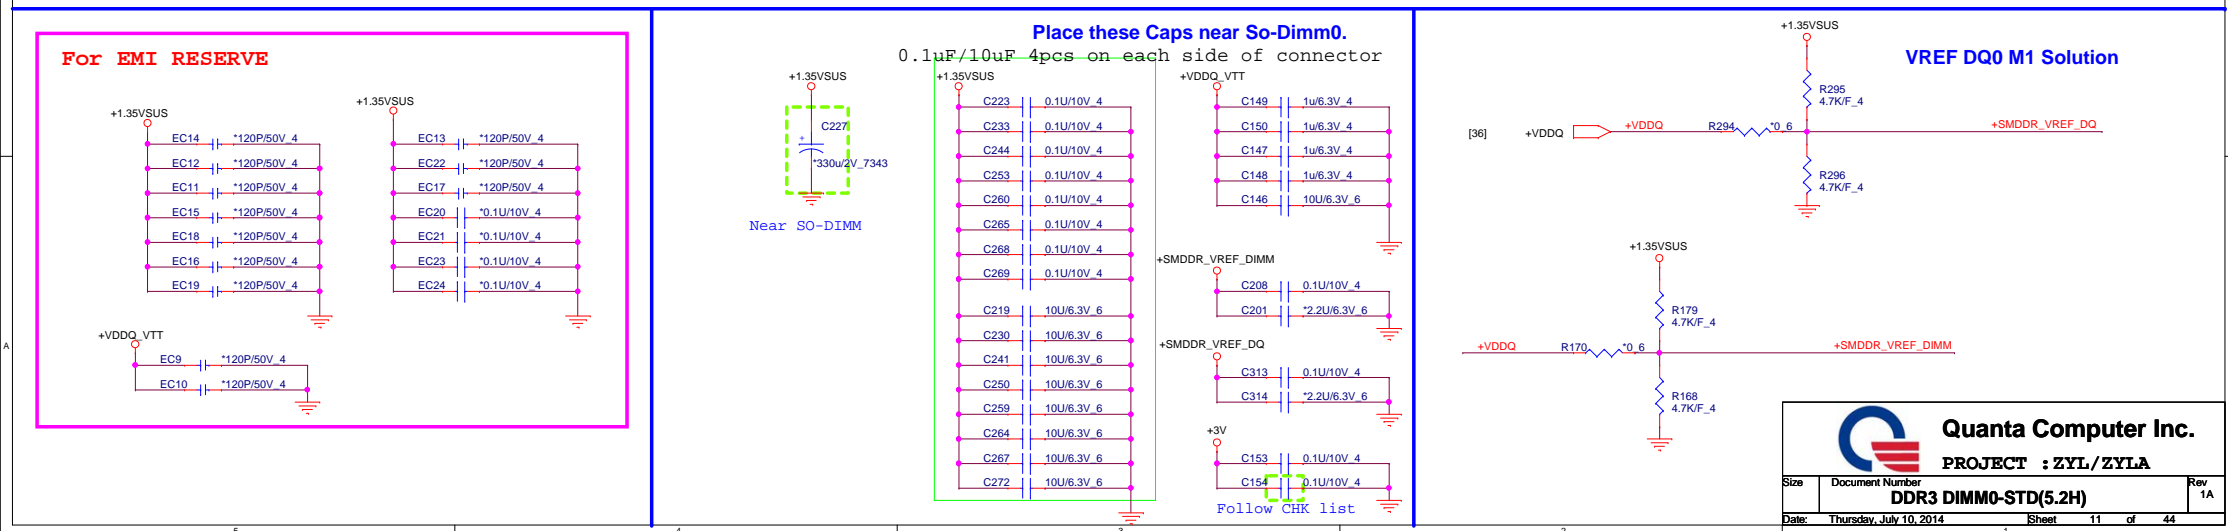 For EMI RESERVE
+1.35VSUS
EC14 *120P/50V_4
EC12 *120P/50V_4
EC11 *120P/50V_4
EC15 *120P/50V_4
EC18 *120P/50V_4
EC16 *120P/50V_4
EC19 *120P/50V_4
+1.35VSUS
EC13 *120P/50V_4
EC22 *120P/50V_4
EC17 *120P/50V_4
EC20 *0.1U/10V_4
EC21 *0.1U/10V_4
EC23 *0.1U/10V_4
EC24 *0.1U/10V_4
+VDDQ_VTT
EC9 *120P/50V_4
EC10 *120P/50V_4
Place these Caps near So-Dimm0.
0.1uF/10uF 4pcs on each side of connector
+1.35VSUS
C227
+
*330u/2V_7343
Near SO-DIMM
+1.35VSUS
C223 0.1U/10V_4
C233 0.1U/10V_4
C244 0.1U/10V_4
C253 0.1U/10V_4
C260 0.1U/10V_4
C265 0.1U/10V_4
C268 0.1U/10V_4
C269 0.1U/10V_4
C219 10U/6.3V_6
C230 10U/6.3V_6
C241 10U/6.3V_6
C250 10U/6.3V_6
C259 10U/6.3V_6
C264 10U/6.3V_6
C267 10U/6.3V_6
C272 10U/6.3V_6
+VDDQ_VTT
C149 1u/6.3V_4
C150 1u/6.3V_4
C147 1u/6.3V_4
C148 1u/6.3V_4
C146 10U/6.3V_6
+SMDDR_VREF_DIMM
C208 0.1U/10V_4
C201 *2.2U/6.3V_6
+SMDDR_VREF_DQ
C313 0.1U/10V_4
C314 *2.2U/6.3V_6
+3V
C153 0.1U/10V_4
C154 0.1U/10V_4
Follow CHK list
VREF DQ0 M1 Solution
+1.35VSUS
R295
4.7K/F_4
[36] +VDDQ +VDDQ R294 *0_6 +SMDDR_VREF_DQ
R296
4.7K/F_4
+1.35VSUS
R179
4.7K/F_4
+VDDQ R170 *0_6 +SMDDR_VREF_DIMM
R168
4.7K/F_4
Quanta Computer Inc.
PROJECT : ZYL/ZYLA
Size Document Number Rev
DDR3 DIMM0-STD(5.2H) 1A
Date: Thursday, July 10, 2014 Sheet 11 of 44
A